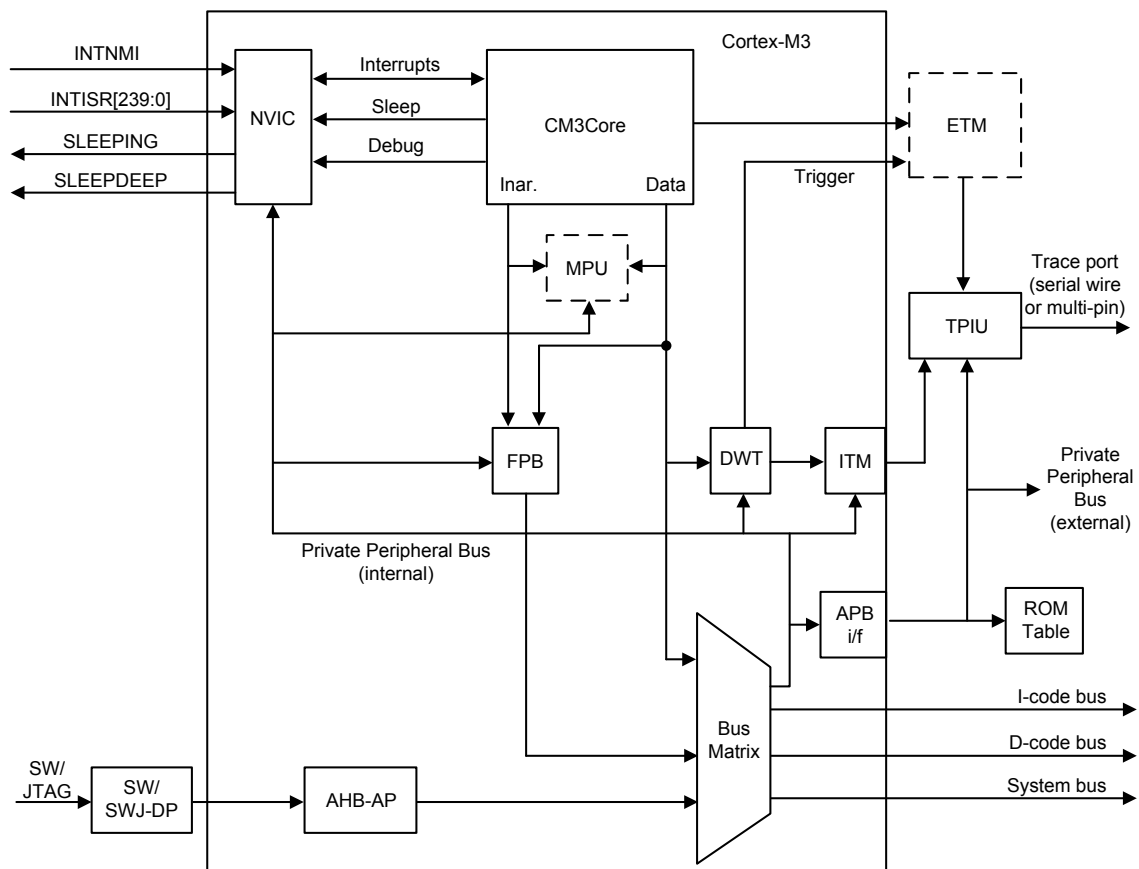 Cortex-M3
INTNMI
INTISR[239:0]
SLEEPING
SLEEPDEEP
NVIC
Interrupts
Sleep
Debug
CM3Core
Inar.
Data
ETM
Trigger
MPU
Trace port
(serial wire
or multi-pin)
TPIU
FPB
DWT
ITM
Private
Peripheral
Bus
(external)
Private Peripheral Bus
(internal)
APB
i/f
ROM
Table
Bus
Matrix
I-code bus
D-code bus
System bus
SW/
JTAG
SW/
SWJ-DP
AHB-AP